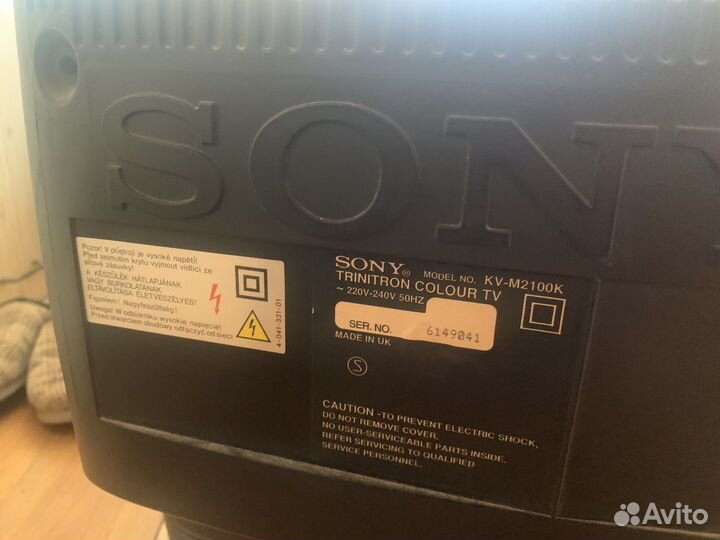 SONY
Pozor! V přístroji je vysoké napětí!
Před sejmutím krytu vyjmout vidlici ze
síťové zásuvky!
A KÉSZÜLÉK HÁTLAPJÁNAK
VAGY BURKOLATÁNAK
ELTÁVOLÍTÁSA ÉLETVESZÉLYES!
Figyelem!. Nagyfeszültség!
Uwaga! W odbiorniku wysokie napięcie!
Przed otwarciem obudowy odłączyć od sieci
4-041-331-01
SONY® MODEL NO. KV-M2100K
TRINITRON COLOUR TV
~ 220V-240V 50HZ
SER. NO. 6149041
MADE IN UK
S
CAUTION -TO PREVENT ELECTRIC SHOCK,
DO NOT REMOVE COVER.
NO USER-SERVICEABLE PARTS INSIDE.
REFER SERVICING TO QUALIFIED
SERVICE PERSONNEL.
Avito